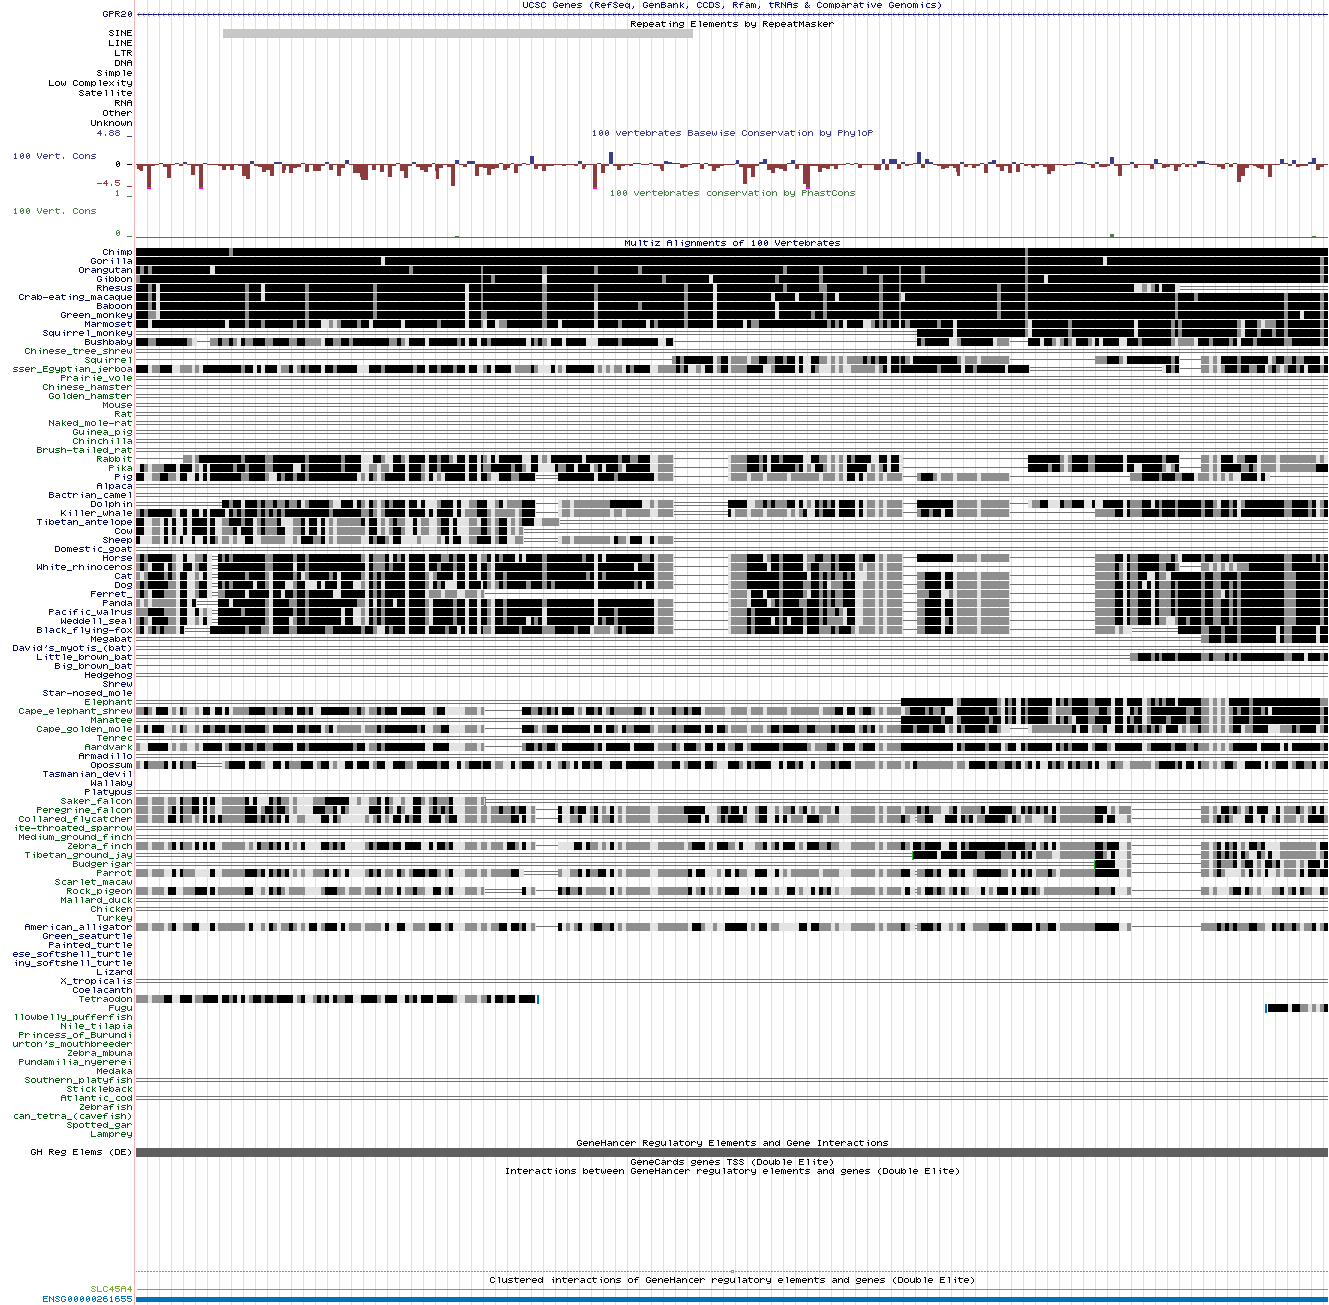 UCSC Genes (RefSeq, GenBank, CCDS, Rfam, tRNAs & Comparative Genomics)
GPR20
Repeating Elements by RepeatMasker
SINE
LINE
LTR
DNA
Simple
Low Complexity
Satellite
RNA
Other
Unknown
4.88 _
100 vertebrates Basewise Conservation by PhyloP
100 Vert. Cons
0 _
-4.5 _
100 vertebrates conservation by PhastCons
1 _
100 Vert. Cons
0 _
Multiz Alignments of 100 Vertebrates
Chimp
Gorilla
Orangutan
Gibbon
Rhesus
Crab-eating_macaque
Baboon
Green_monkey
Marmoset
Squirrel_monkey
Bushbaby
Chinese_tree_shrew
Squirrel
sser_Egyptian_jerboa
Prairie_vole
Chinese_hamster
Golden_hamster
Mouse
Rat
Naked_mole-rat
Guinea_pig
Chinchilla
Brush-tailed_rat
Rabbit
Pika
Pig
Alpaca
Bactrian_camel
Dolphin
Killer_whale
Tibetan_antelope
Cow
Sheep
Domestic_goat
Horse
White_rhinoceros
Cat
Dog
Ferret_
Panda
Pacific_walrus
Weddell_seal
Black_flying-fox
Megabat
David's_myotis_(bat)
Little_brown_bat
Big_brown_bat
Hedgehog
Shrew
Star-nosed_mole
Elephant
Cape_elephant_shrew
Manatee
Cape_golden_mole
Tenrec
Aardvark
Armadillo
Opossum
Tasmanian_devil
Wallaby
Platypus
Saker_falcon
Peregrine_falcon
Collared_flycatcher
ite-throated_sparrow
Medium_ground_finch
Zebra_finch
Tibetan_ground_jay
Budgerigar
Parrot
Scarlet_macaw
Rock_pigeon
Mallard_duck
Chicken
Turkey
American_alligator
Green_seaturtle
Painted_turtle
ese_softshell_turtle
iny_softshell_turtle
Lizard
X_tropicalis
Coelacanth
Tetraodon
Fugu
llowbelly_pufferfish
Nile_tilapia
Princess_of_Burundi
urton's_mouthbreeder
Zebra_mbuna
Pundamilia_nyererei
Medaka
Southern_platyfish
Stickleback
Atlantic_cod
Zebrafish
can_tetra_(cavefish)
Spotted_gar
Lamprey
GeneHancer Regulatory Elements and Gene Interactions
GH Reg Elems (DE)
GeneCards genes TSS (Double Elite)
Interactions between GeneHancer regulatory elements and genes (Double Elite)
Clustered interactions of GeneHancer regulatory elements and genes (Double Elite)
SLC45A4
ENSG00000261655